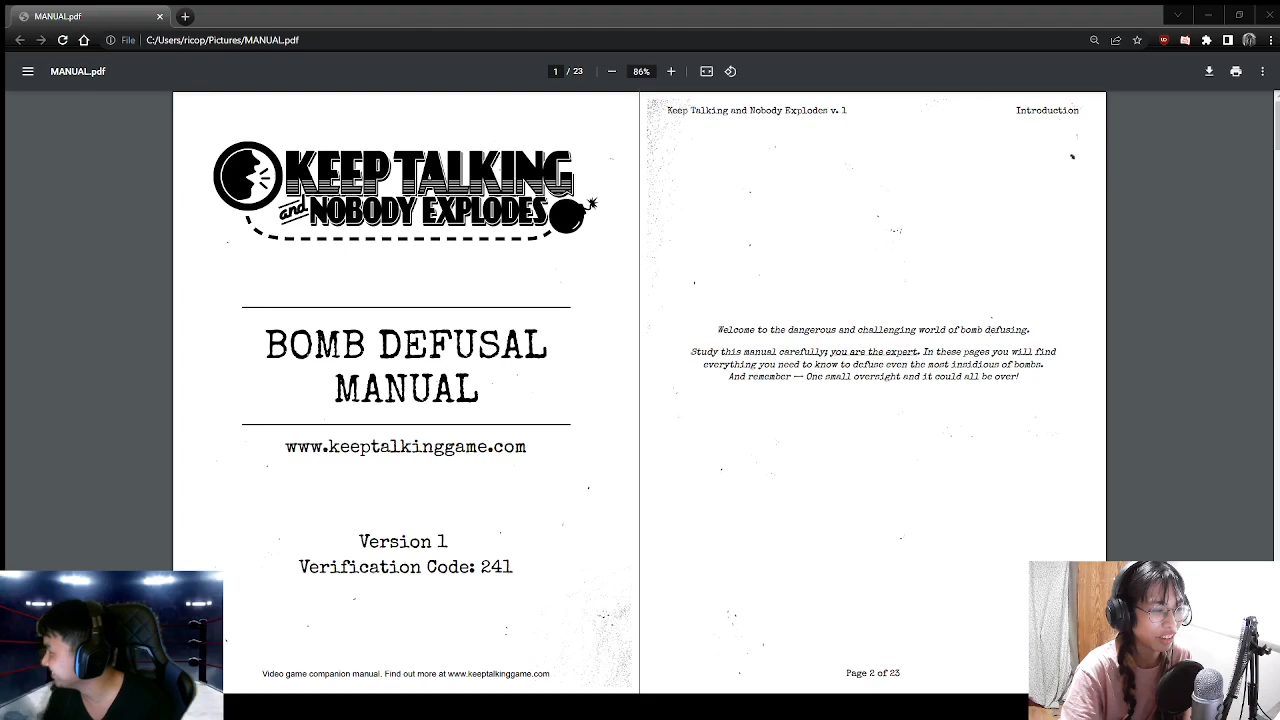 MANUAL.pdf
File C:/Users/ricop/Pictures/MANUAL.pdf
MANUAL.pdf
1 / 23
86%
KEEP TALKING
and NOBODY EXPLODES
BOMB DEFUSAL
MANUAL
www.keeptalkinggame.com
Version 1
Verification Code: 241
Video game companion manual. Find out more at www.keeptalkinggame.com
Keep Talking and Nobody Explodes v. 1
Introduction
Welcome to the dangerous and challenging world of bomb defusing.
Study this manual carefully; you are the expert. In these pages you will find
everything you need to know to defuse even the most insidious of bombs.
And remember — One small oversight and it could all be over!
Page 2 of 23